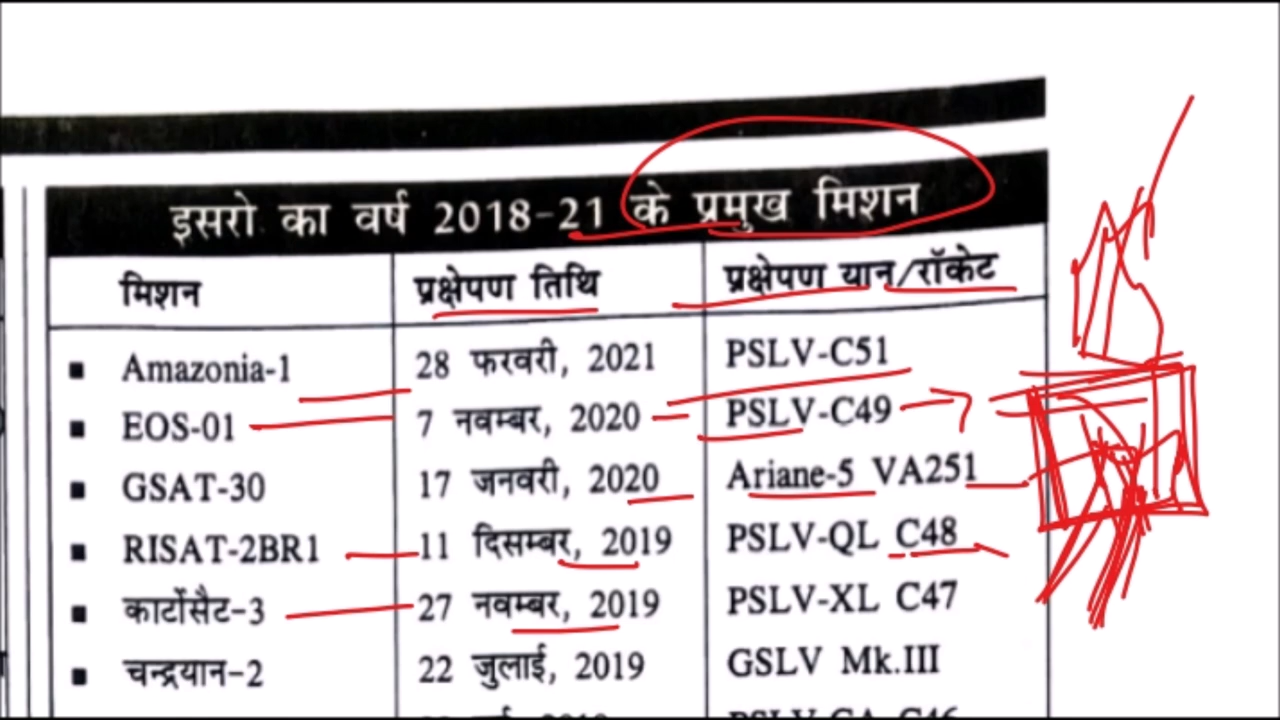 इसरो का वर्ष 2018-21 के प्रमुख मिशन
मिशन प्रक्षेपण तिथि प्रक्षेपण यान/रॉकेट
▪ Amazonia-1 28 फरवरी, 2021 PSLV-C51
▪ EOS-01 7 नवम्बर, 2020 PSLV-C49
▪ GSAT-30 17 जनवरी, 2020 Ariane-5 VA251
▪ RISAT-2BR1 11 दिसम्बर, 2019 PSLV-QL C48
▪ कार्टोसैट-3 27 नवम्बर, 2019 PSLV-XL C47
▪ चन्द्रयान-2 22 जुलाई, 2019 GSLV Mk.III